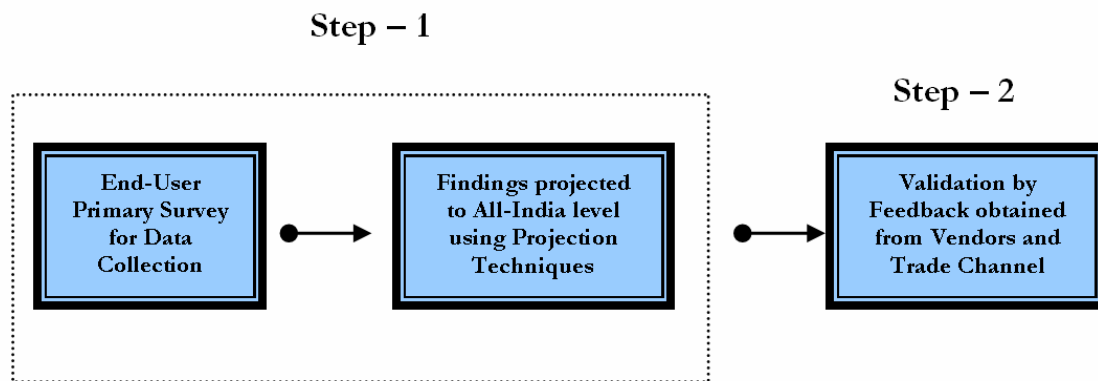 Step – 1
Step – 2
End-User
Primary Survey
for Data
Collection
Findings projected
to All-India level
using Projection
Techniques
Validation by
Feedback obtained
from Vendors and
Trade Channel